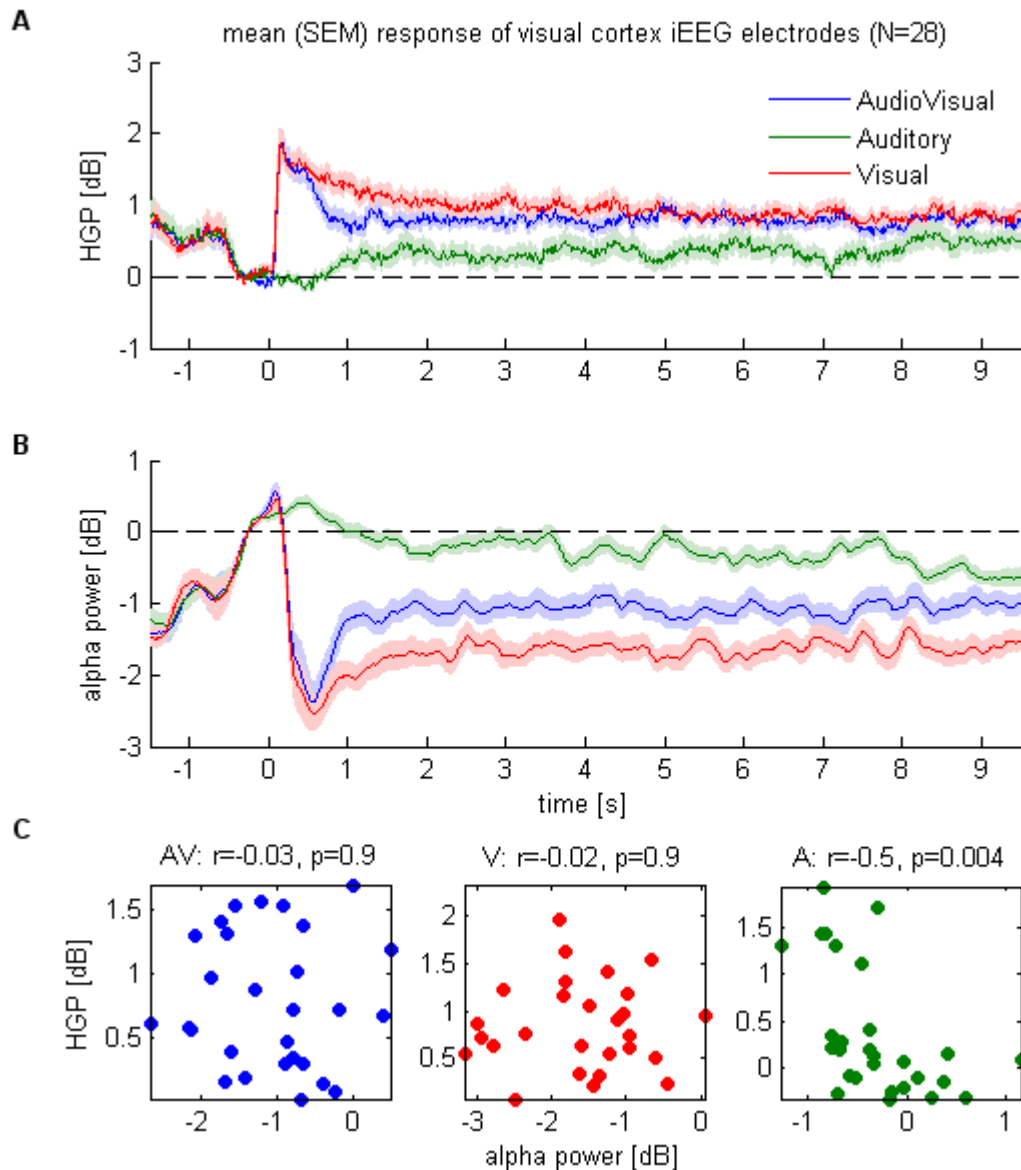 A
mean (SEM) response of visual cortex iEEG electrodes (N=28)
3
2
1
0
-1
HGP [dB]
AudioVisual
Auditory
Visual
-1 0 1 2 3 4 5 6 7 8 9
B
1
0
-1
-2
-3
alpha power [dB]
-1 0 1 2 3 4 5 6 7 8 9
time [s]
C
AV: r=-0.03, p=0.9
V: r=-0.02, p=0.9
A: r=-0.5, p=0.004
HGP [dB]
1.5
1
0.5
-2 -1 0
2
1.5
1
0.5
-3 -2 -1 0
1.5
1
0.5
0
-1 0 1
alpha power [dB]